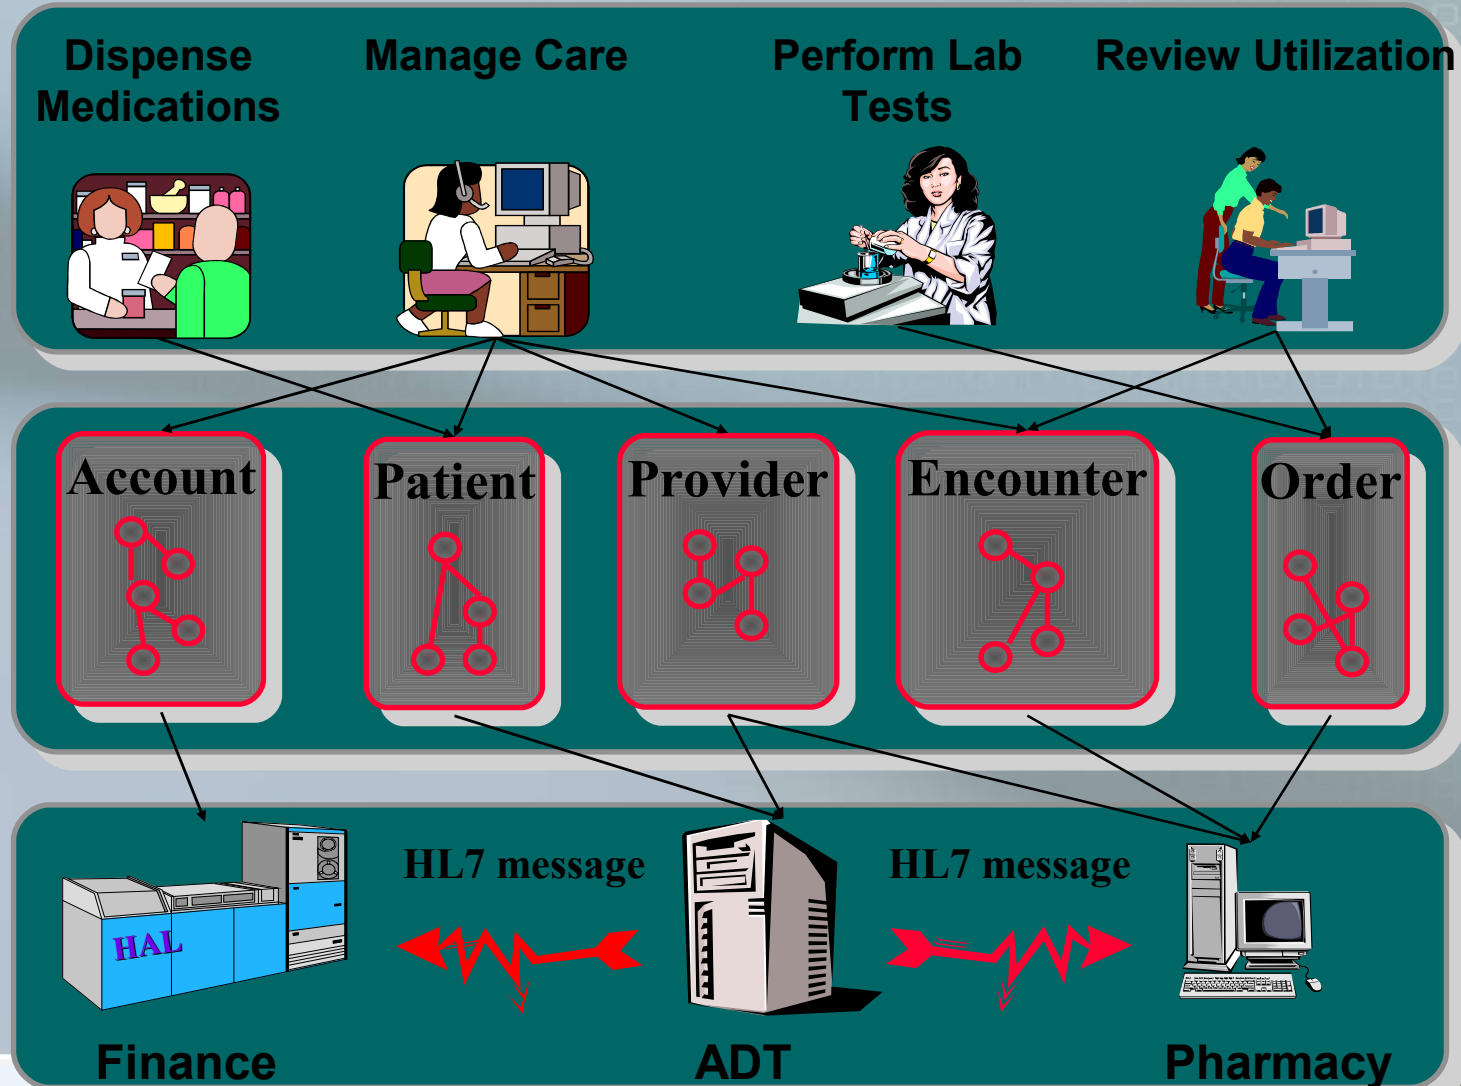 Dispense
Medications
Manage Care
Perform Lab
Tests
Review Utilization
Account
Patient
Provider
Encounter
Order
HL7 message
HL7 message
HAL
Finance
ADT
Pharmacy